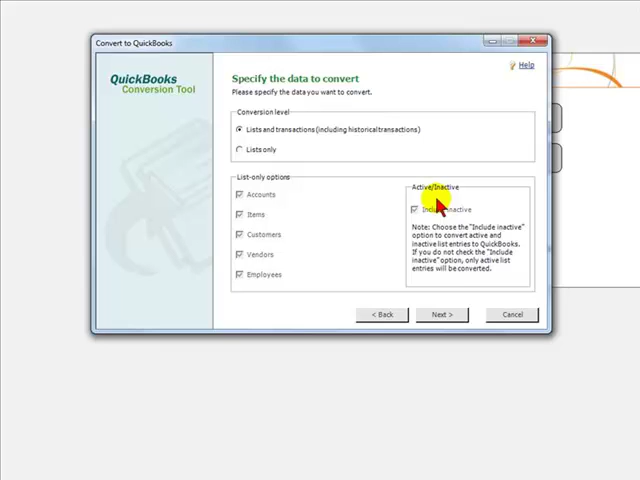 Convert to QuickBooks
Help
QuickBooks
Conversion Tool
Specify the data to convert
Please specify the data you want to convert.
Conversion level
Lists and transactions (including historical transactions)
Lists only
List-only options
Accounts
Items
Customers
Vendors
Employees
Active/Inactive
Include inactive
Note: Choose the "Include inactive"
option to convert active and
inactive list entries to QuickBooks.
If you do not check the "Include
inactive" option, only active list
entries will be converted.
< Back
Next >
Cancel